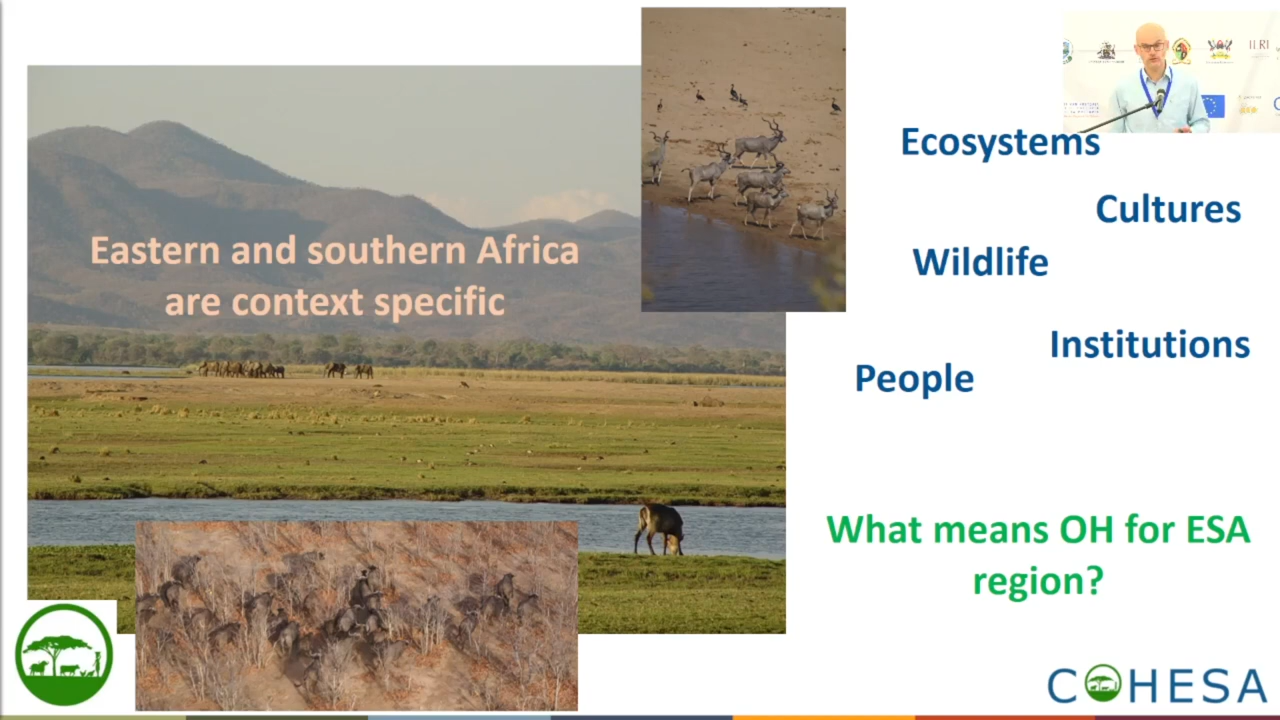 Eastern and southern Africa
are context specific
Ecosystems
Cultures
Wildlife
Institutions
People
What means OH for ESA
region?
COHESA
ILRI